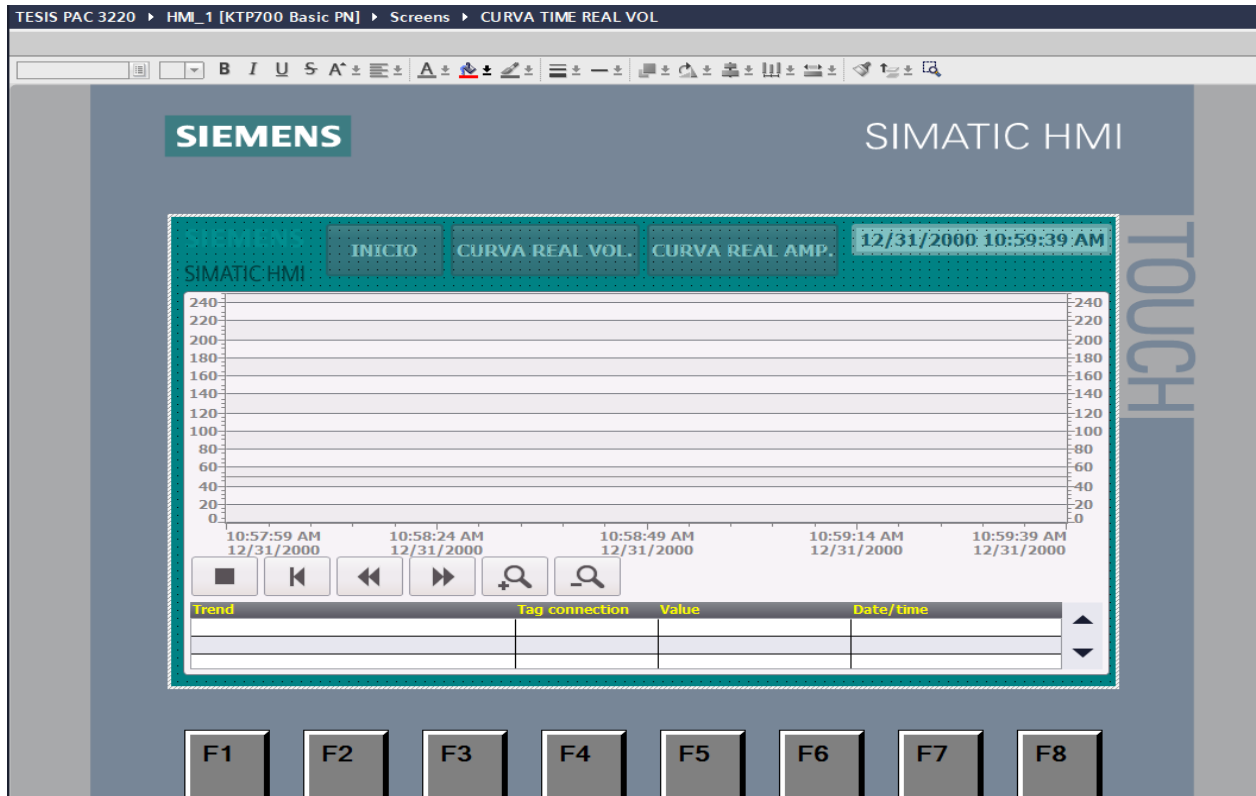 TESIS PAC 3220 ▸ HMI_1 [KTP700 Basic PN] ▸ Screens ▸ CURVA TIME REAL VOL
B I U S A A
SIEMENS
SIMATIC HMI
TOUCH
SIEMENS
SIMATIC HMI
INICIO
CURVA REAL VOL.
CURVA REAL AMP.
12/31/2000 10:59:39 AM
240 240
220 220
200 200
180 180
160 160
140 140
120 120
100 100
80 80
60 60
40 40
20 20
0 0
10:57:59 AM 10:58:24 AM 10:58:49 AM 10:59:14 AM 10:59:39 AM
12/31/2000 12/31/2000 12/31/2000 12/31/2000 12/31/2000
Trend Tag connection Value Date/time
F1 F2 F3 F4 F5 F6 F7 F8